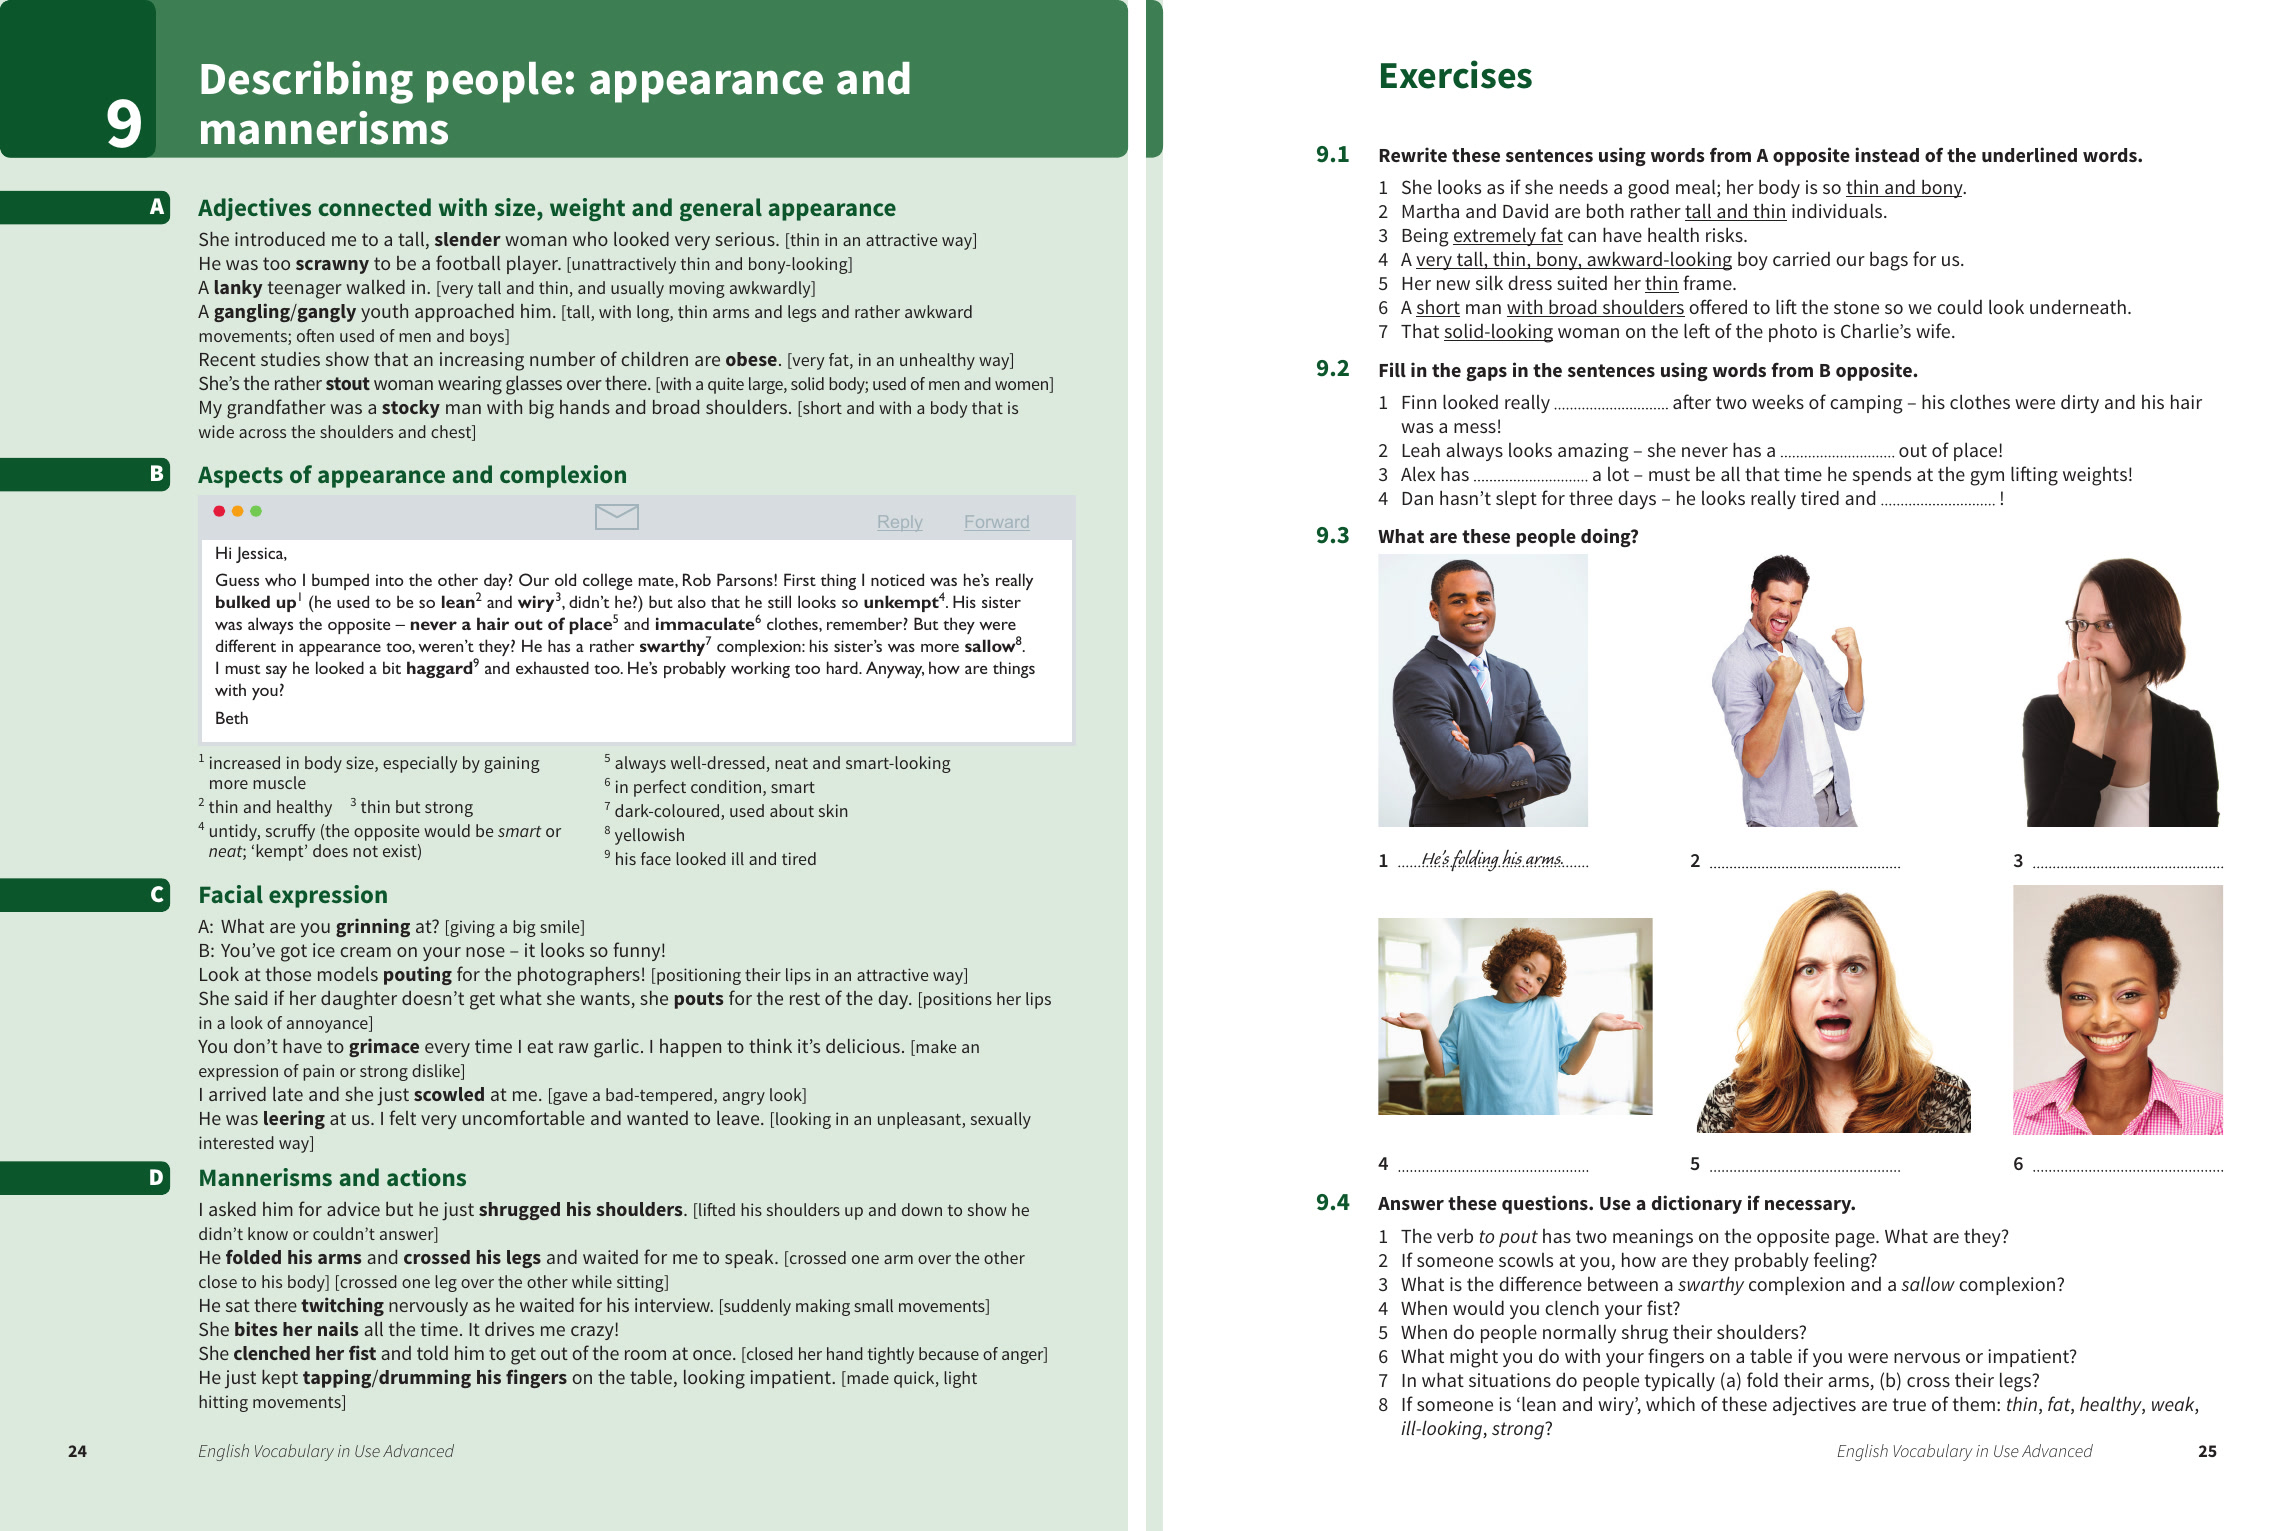 9
Describing people: appearance and
mannerisms
A
Adjectives connected with size, weight and general appearance
She introduced me to a tall, slender woman who looked very serious. [thin in an attractive way]
He was too scrawny to be a football player. [unattractively thin and bony-looking]
A lanky teenager walked in. [very tall and thin, and usually moving awkwardly]
A gangling/gangly youth approached him. [tall, with long, thin arms and legs and rather awkward
movements; often used of men and boys]
Recent studies show that an increasing number of children are obese. [very fat, in an unhealthy way]
She's the rather stout woman wearing glasses over there. [with a quite large, solid body; used of men and women]
My grandfather was a stocky man with big hands and broad shoulders. [short and with a body that is
wide across the shoulders and chest]
B
Aspects of appearance and complexion
Reply Forward
Hi Jessica,
Guess who I bumped into the other day? Our old college mate, Rob Parsons! First thing I noticed was he's really
bulked up1 (he used to be so lean2 and wiry3, didn't he?) but also that he still looks so unkempt4. His sister
was always the opposite – never a hair out of place5 and immaculate6 clothes, remember? But they were
different in appearance too, weren't they? He has a rather swarthy7 complexion: his sister's was more sallow8.
I must say he looked a bit haggard9 and exhausted too. He's probably working too hard. Anyway, how are things
with you?
Beth
1 increased in body size, especially by gaining
more muscle
2 thin and healthy 3 thin but strong
4 untidy, scruffy (the opposite would be smart or
neat; 'kempt' does not exist)
5 always well-dressed, neat and smart-looking
6 in perfect condition, smart
7 dark-coloured, used about skin
8 yellowish
9 his face looked ill and tired
C
Facial expression
A: What are you grinning at? [giving a big smile]
B: You've got ice cream on your nose – it looks so funny!
Look at those models pouting for the photographers! [positioning their lips in an attractive way]
She said if her daughter doesn't get what she wants, she pouts for the rest of the day. [positions her lips
in a look of annoyance]
You don't have to grimace every time I eat raw garlic. I happen to think it's delicious. [make an
expression of pain or strong dislike]
I arrived late and she just scowled at me. [gave a bad-tempered, angry look]
He was leering at us. I felt very uncomfortable and wanted to leave. [looking in an unpleasant, sexually
interested way]
D
Mannerisms and actions
I asked him for advice but he just shrugged his shoulders. [lifted his shoulders up and down to show he
didn't know or couldn't answer]
He folded his arms and crossed his legs and waited for me to speak. [crossed one arm over the other
close to his body] [crossed one leg over the other while sitting]
He sat there twitching nervously as he waited for his interview. [suddenly making small movements]
She bites her nails all the time. It drives me crazy!
She clenched her fist and told him to get out of the room at once. [closed her hand tightly because of anger]
He just kept tapping/drumming his fingers on the table, looking impatient. [made quick, light
hitting movements]
24 English Vocabulary in Use Advanced
Exercises
9.1 Rewrite these sentences using words from A opposite instead of the underlined words.
1 She looks as if she needs a good meal; her body is so thin and bony.
2 Martha and David are both rather tall and thin individuals.
3 Being extremely fat can have health risks.
4 A very tall, thin, bony, awkward-looking boy carried our bags for us.
5 Her new silk dress suited her thin frame.
6 A short man with broad shoulders offered to lift the stone so we could look underneath.
7 That solid-looking woman on the left of the photo is Charlie's wife.
9.2 Fill in the gaps in the sentences using words from B opposite.
1 Finn looked really ............................. after two weeks of camping – his clothes were dirty and his hair
was a mess!
2 Leah always looks amazing – she never has a ............................. out of place!
3 Alex has ............................. a lot – must be all that time he spends at the gym lifting weights!
4 Dan hasn't slept for three days – he looks really tired and ............................. !
9.3 What are these people doing?
1 He's folding his arms.
2
3
4
5
6
9.4 Answer these questions. Use a dictionary if necessary.
1 The verb to pout has two meanings on the opposite page. What are they?
2 If someone scowls at you, how are they probably feeling?
3 What is the difference between a swarthy complexion and a sallow complexion?
4 When would you clench your fist?
5 When do people normally shrug their shoulders?
6 What might you do with your fingers on a table if you were nervous or impatient?
7 In what situations do people typically (a) fold their arms, (b) cross their legs?
8 If someone is 'lean and wiry', which of these adjectives are true of them: thin, fat, healthy, weak,
ill-looking, strong?
English Vocabulary in Use Advanced 25